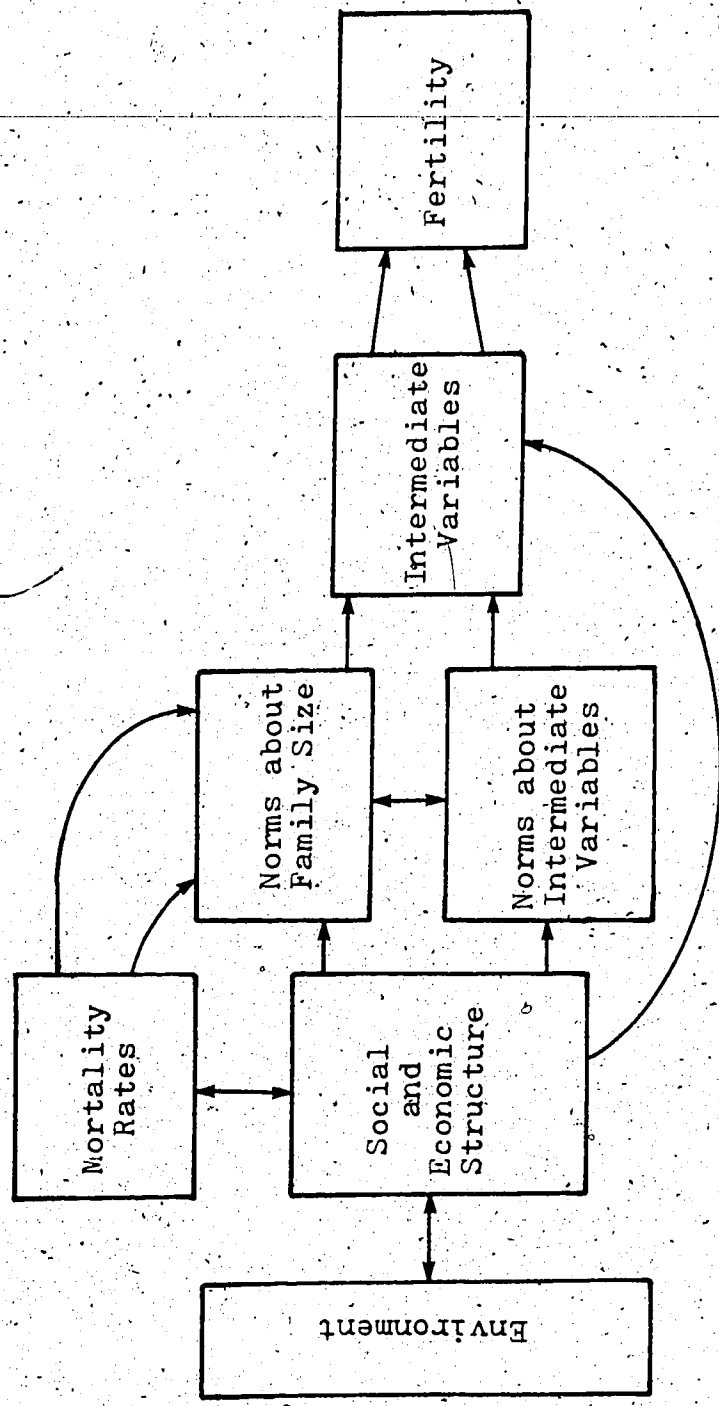 Environment
Mortality
Rates
Social
and
Economic
Structure
Norms about
Family Size
Norms about
Intermediate
Variables
Intermediate
Variables
Fertility